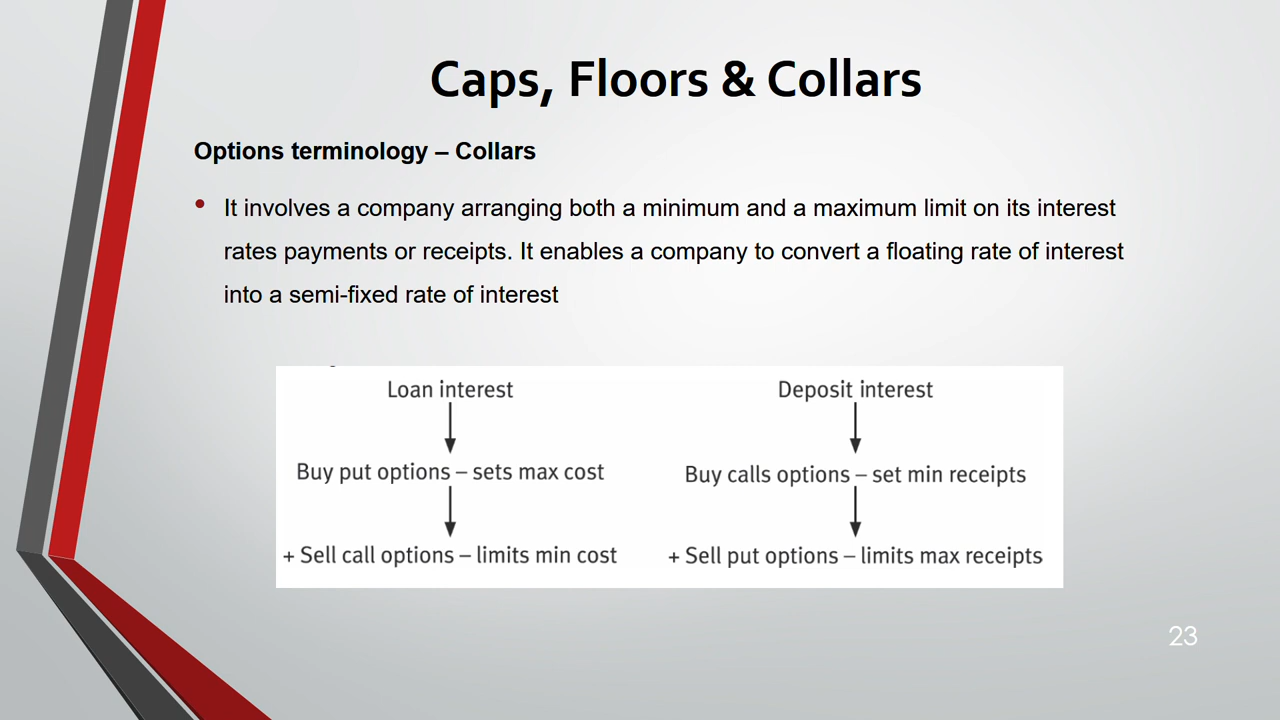 Caps, Floors & Collars
Options terminology – Collars
• It involves a company arranging both a minimum and a maximum limit on its interest
rates payments or receipts. It enables a company to convert a floating rate of interest
into a semi-fixed rate of interest
Loan interest
Buy put options – sets max cost
+ Sell call options – limits min cost
Deposit interest
Buy calls options – set min receipts
+ Sell put options – limits max receipts
23